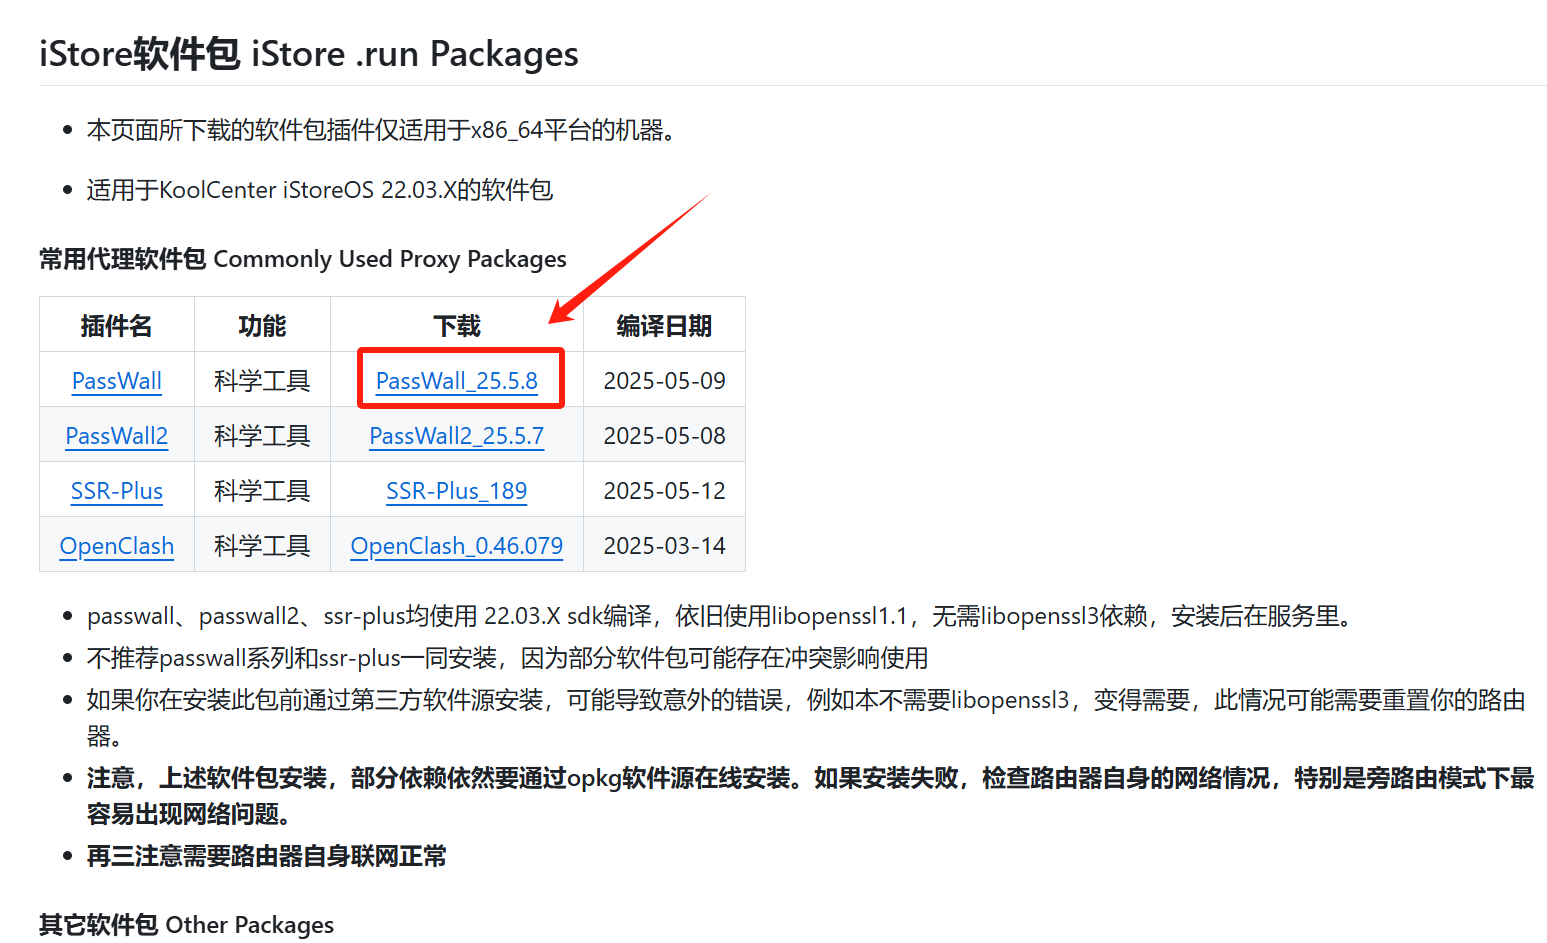 iStore软件包 iStore .run Packages
本页面所下载的软件包插件仅适用于x86_64平台的机器。
适用于KoolCenter iStoreOS 22.03.X的软件包
常用代理软件包 Commonly Used Proxy Packages
插件名 功能 下载 编译日期
PassWall 科学工具 PassWall_25.5.8 2025-05-09
PassWall2 科学工具 PassWall2_25.5.7 2025-05-08
SSR-Plus 科学工具 SSR-Plus_189 2025-05-12
OpenClash 科学工具 OpenClash_0.46.079 2025-03-14
passwall、passwall2、ssr-plus均使用 22.03.X sdk编译，依旧使用libopenssl1.1，无需libopenssl3依赖，安装后在服务里。
不推荐passwall系列和ssr-plus一同安装，因为部分软件包可能存在冲突影响使用
如果你在安装此包前通过第三方软件源安装，可能导致意外的错误，例如本不需要libopenssl3，变得需要，此情况可能需要重置你的路由
器。
注意，上述软件包安装，部分依赖依然要通过opkg软件源在线安装。如果安装失败，检查路由器自身的网络情况，特别是旁路由模式下最
容易出现网络问题。
再三注意需要路由器自身联网正常
其它软件包 Other Packages